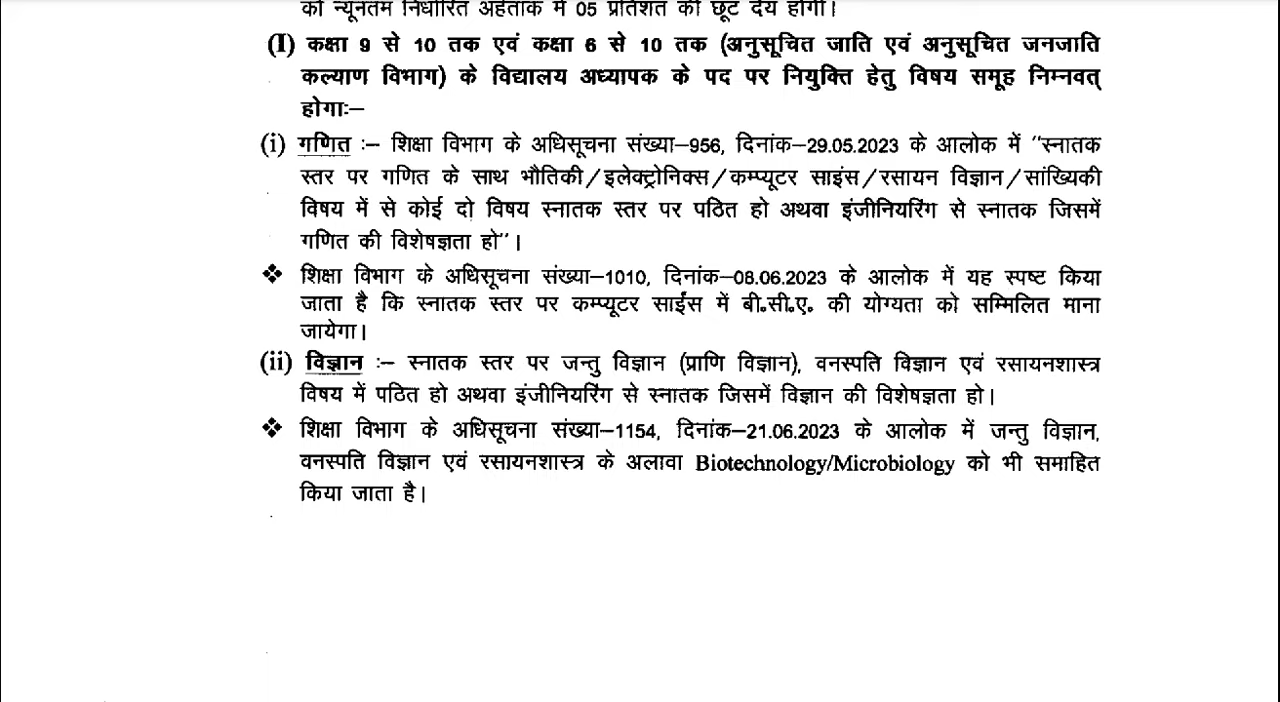 को न्यूनतम निर्धारित अर्हतांक में 05 प्रतिशत की छूट देय होगी।
(I) कक्षा 9 से 10 तक एवं कक्षा 6 से 10 तक (अनुसूचित जाति एवं अनुसूचित जनजाति
कल्याण विभाग) के विद्यालय अध्यापक के पद पर नियुक्ति हेतु विषय समूह निम्नवत्
होगाः–
(i) गणित :– शिक्षा विभाग के अधिसूचना संख्या–956, दिनांक–29.05.2023 के आलोक में "स्नातक
स्तर पर गणित के साथ भौतिकी/इलेक्ट्रोनिक्स/कम्प्यूटर साइंस/रसायन विज्ञान/सांख्यिकी
विषय में से कोई दो विषय स्नातक स्तर पर पठित हो अथवा इंजीनियरिंग से स्नातक जिसमें
गणित की विशेषज्ञता हो"।
❖ शिक्षा विभाग के अधिसूचना संख्या–1010, दिनांक–08.06.2023 के आलोक में यह स्पष्ट किया
जाता है कि स्नातक स्तर पर कम्प्यूटर साईंस में बी.सी.ए. की योग्यता को सम्मिलित माना
जायेगा।
(ii) विज्ञान :– स्नातक स्तर पर जन्तु विज्ञान (प्राणि विज्ञान), वनस्पति विज्ञान एवं रसायनशास्त्र
विषय में पठित हो अथवा इंजीनियरिंग से स्नातक जिसमें विज्ञान की विशेषज्ञता हो।
❖ शिक्षा विभाग के अधिसूचना संख्या–1154, दिनांक–21.06.2023 के आलोक में जन्तु विज्ञान,
वनस्पति विज्ञान एवं रसायनशास्त्र के अलावा Biotechnology/Microbiology को भी समाहित
किया जाता है।